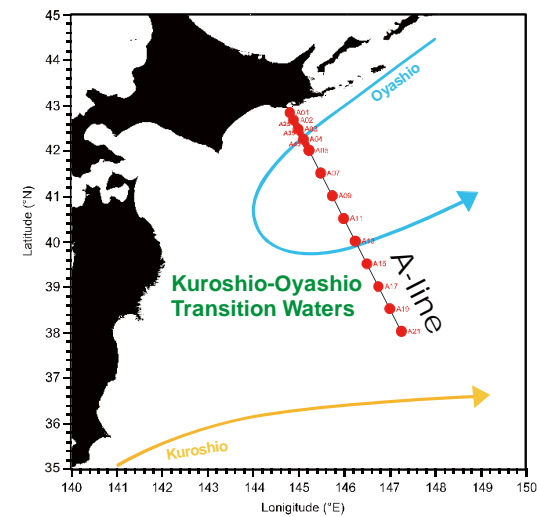 45
44
43
42
41
40
39
38
37
36
35
Latitude (°N)
Oyashio
A01
A02
A03
A04
A05
A07
A09
A11
A13
A15
A17
A19
A21
A-line
Kuroshio-Oyashio
Transition Waters
Kuroshio
140 141 142 143 144 145 146 147 148 149 150
Lonigitude (°E)